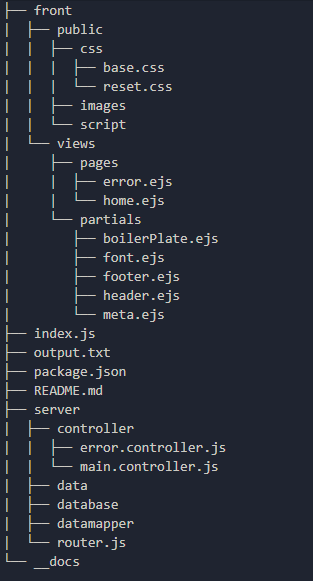 ├── front
│   ├── public
│   │   ├── css
│   │   │   ├── base.css
│   │   │   └── reset.css
│   │   ├── images
│   │   └── script
│   └── views
│       ├── pages
│       │   ├── error.ejs
│       │   └── home.ejs
│       └── partials
│           ├── boilerPlate.ejs
│           ├── font.ejs
│           ├── footer.ejs
│           ├── header.ejs
│           └── meta.ejs
├── index.js
├── output.txt
├── package.json
├── README.md
├── server
│   ├── controller
│   │   ├── error.controller.js
│   │   └── main.controller.js
│   ├── data
│   ├── database
│   ├── datamapper
│   └── router.js
└── __docs